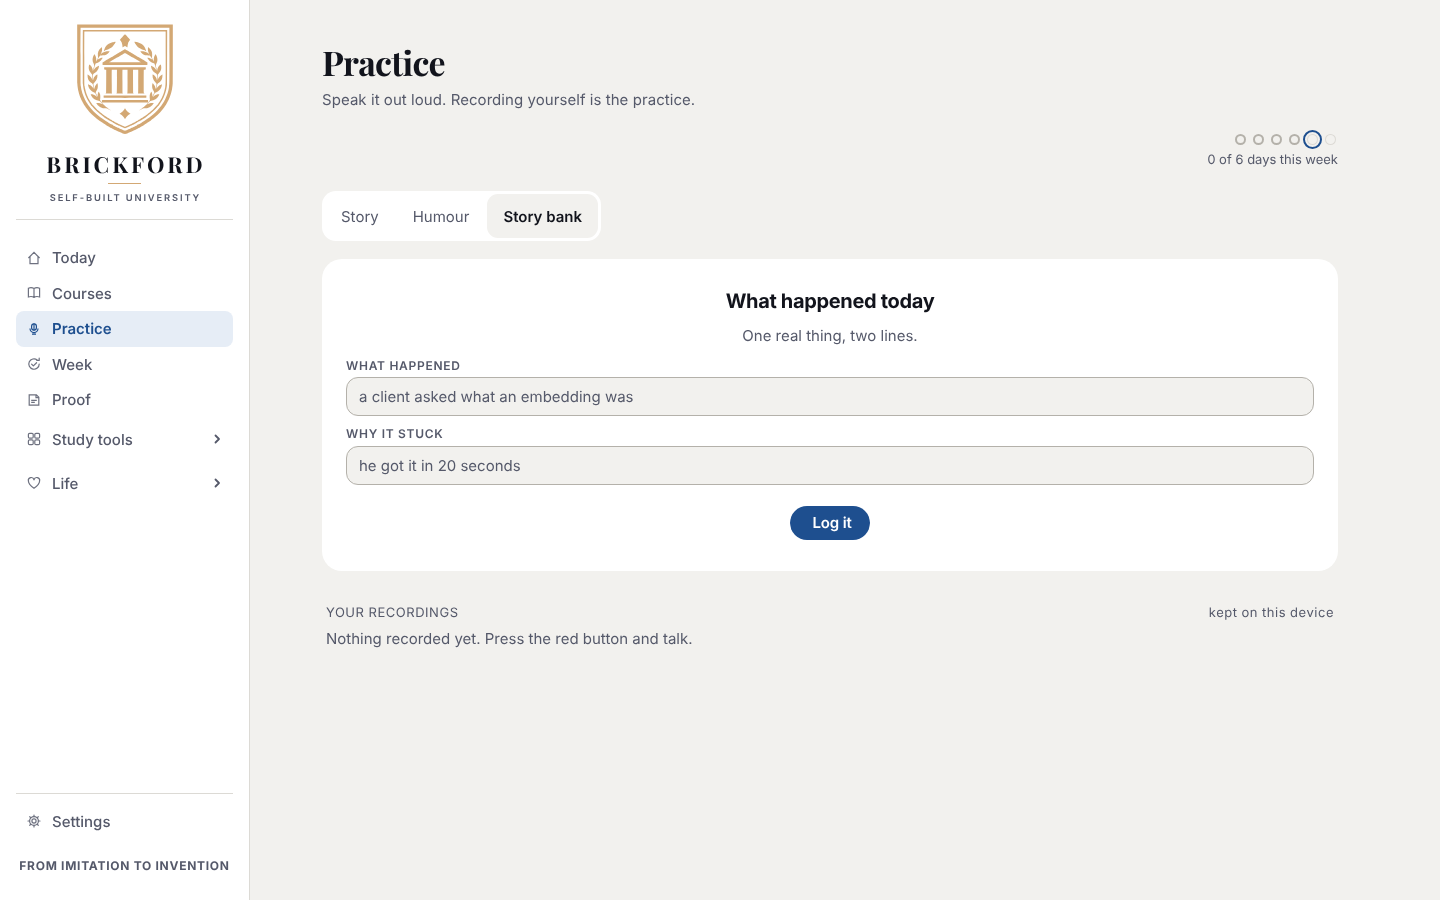 BRICKFORD
SELF-BUILT UNIVERSITY
Today
Courses
Practice
Week
Proof
Study tools
Life
Settings
FROM IMITATION TO INVENTION
Practice
Speak it out loud. Recording yourself is the practice.
0 of 6 days this week
Story Humour Story bank
What happened today
One real thing, two lines.
WHAT HAPPENED
a client asked what an embedding was
WHY IT STUCK
he got it in 20 seconds
Log it
YOUR RECORDINGS kept on this device
Nothing recorded yet. Press the red button and talk.